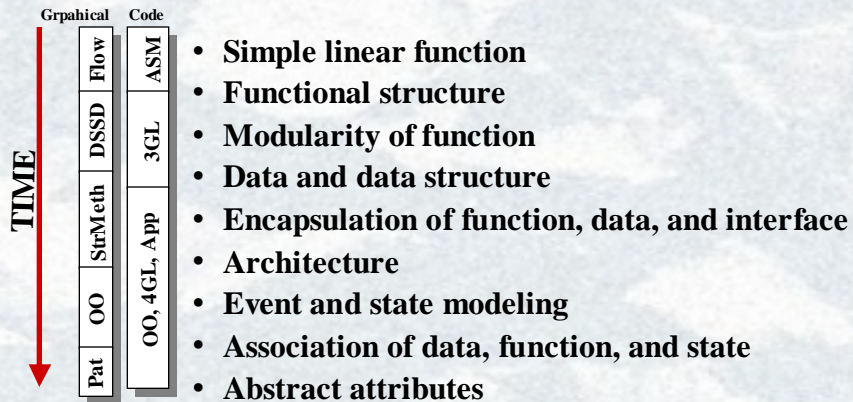 Grpahical Code
TIME
Flow
DSSD
StrMeth
OO
Pat
ASM
3GL
OO, 4GL, App
• Simple linear function
• Functional structure
• Modularity of function
• Data and data structure
• Encapsulation of function, data, and interface
• Architecture
• Event and state modeling
• Association of data, function, and state
• Abstract attributes